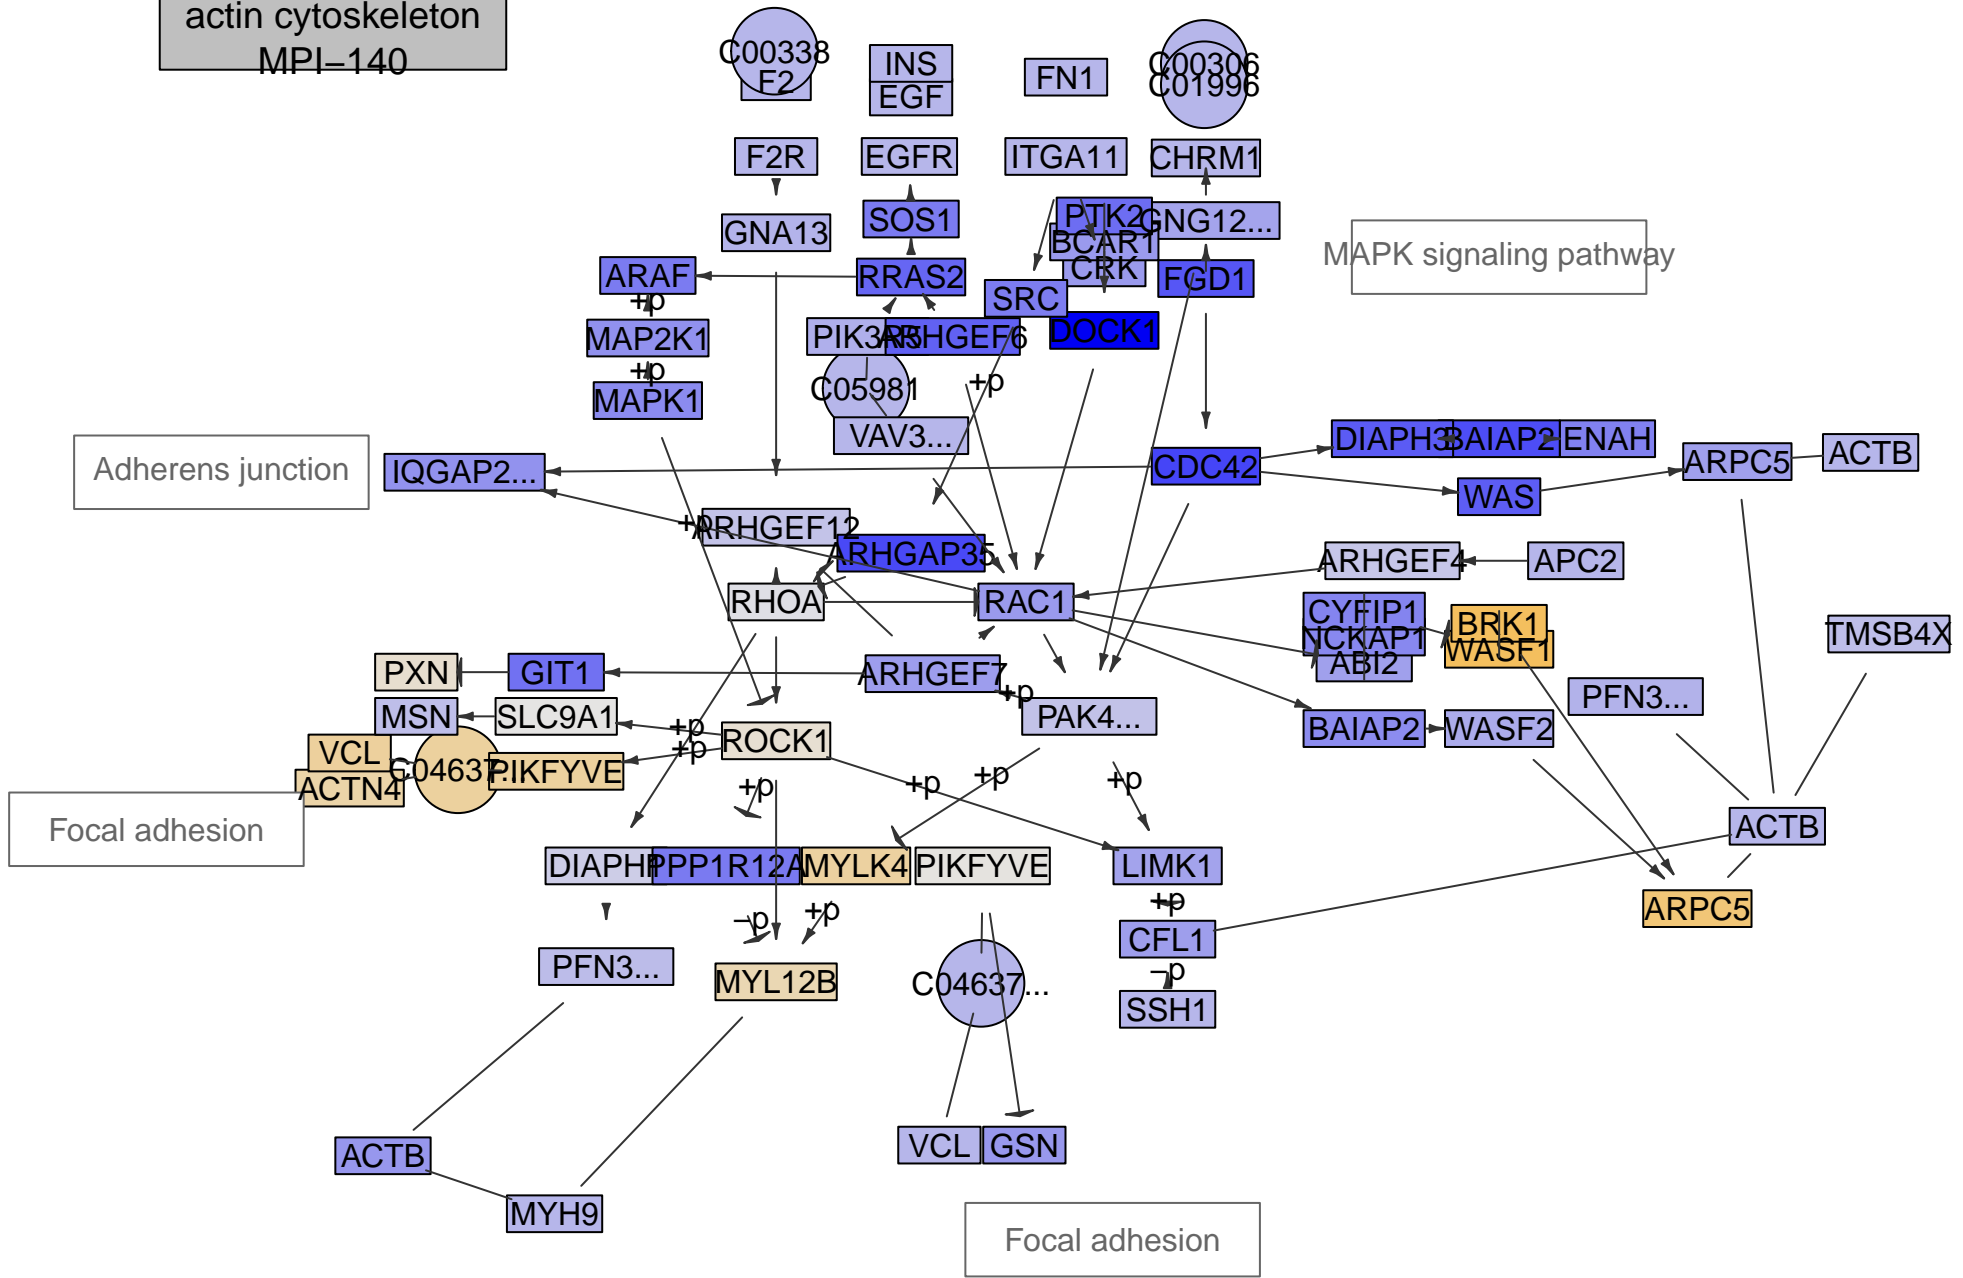 actin cytoskeleton
MPI–140
C00338
F2
INS
EGF
FN1
C00306
C01996
F2R
EGFR
ITGA11
CHRM1
GNA13
SOS1
PTK2
GNG12...
BCAR1
CRK
MAPK signaling pathway
ARAF
RRAS2
SRC
FGD1
+p
MAP2K1
ARHGEF6
DOCK1
+p
MAPK1
C05981
+p
VAV3...
DIAPH3
BAIAP2
ENAH
ARPC5
ACTB
Adherens junction
IQGAP2...
CDC42
WAS
+p
ARHGEF12
ARHGAP35
ARHGEF4
APC2
RHOA
RAC1
CYFIP1
NCKAP1
ABI2
BRK1
WASF1
TMSB4X
PXN
GIT1
ARHGEF7
+p
PFN3...
MSN
SLC9A1
+p
ROCK1
PAK4...
BAIAP2
WASF2
VCL
ACTN4
C04637...
PIKFYVE
+p
+p
+p
+p
+p
Focal adhesion
ACTB
PPP1R12A
MYLK4
PIKFYVE
LIMK1
–p
+p
+p
ARPC5
CFL1
PFN3...
MYL12B
C04637...
–p
SSH1
ACTB
VCL
GSN
MYH9
Focal adhesion